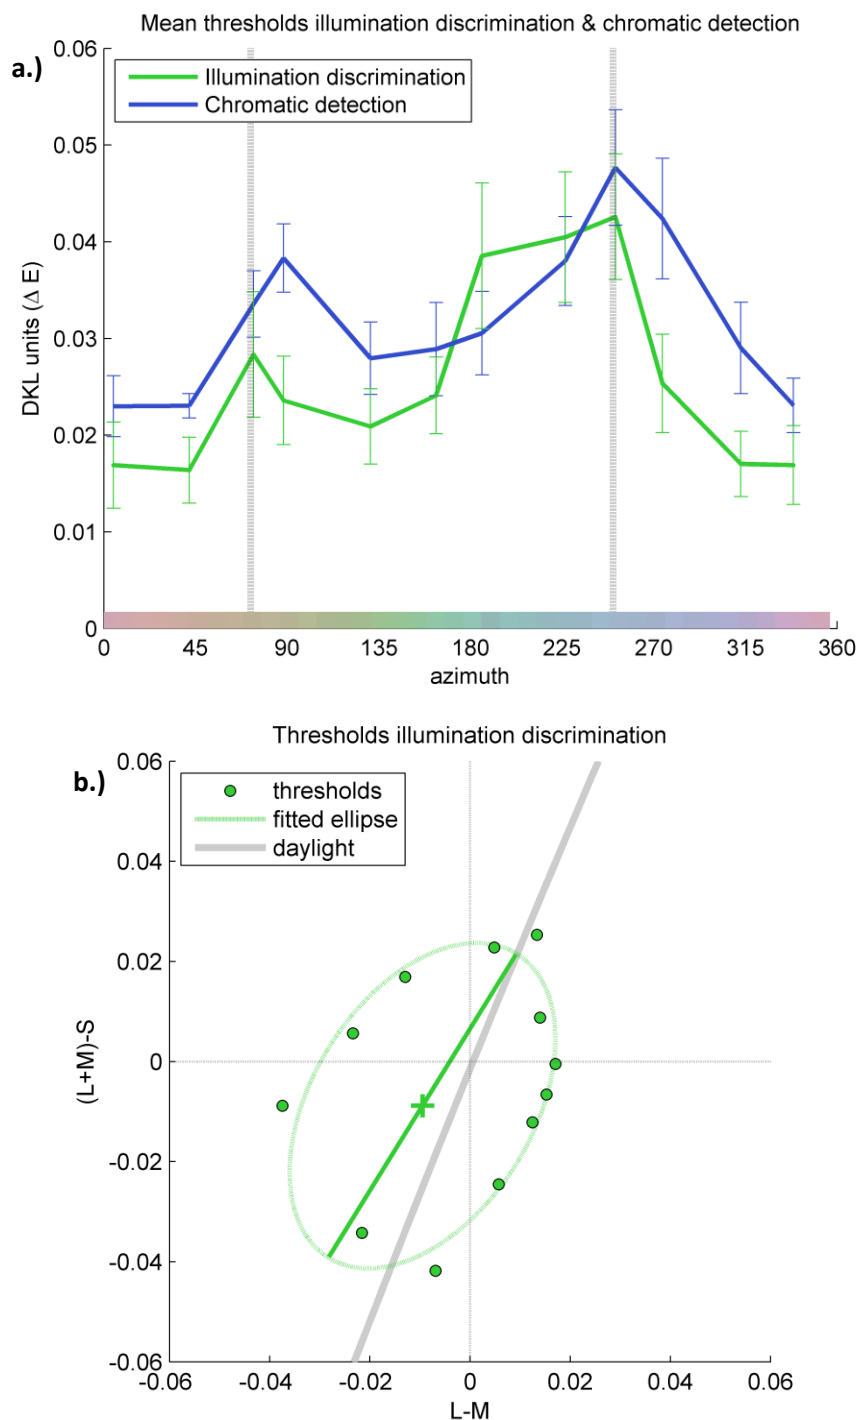 Mean thresholds illumination discrimination & chromatic detection
a.)
0.06
0.05
0.04
0.03
0.02
0.01
0
DKL units (Δ E)
Illumination discrimination
Chromatic detection
0 45 90 135 180 225 270 315 360
azimuth
Thresholds illumination discrimination
b.)
0.06
0.04
0.02
0
-0.02
-0.04
-0.06
(L+M)-S
thresholds
fitted ellipse
daylight
-0.06 -0.04 -0.02 0 0.02 0.04 0.06
L-M